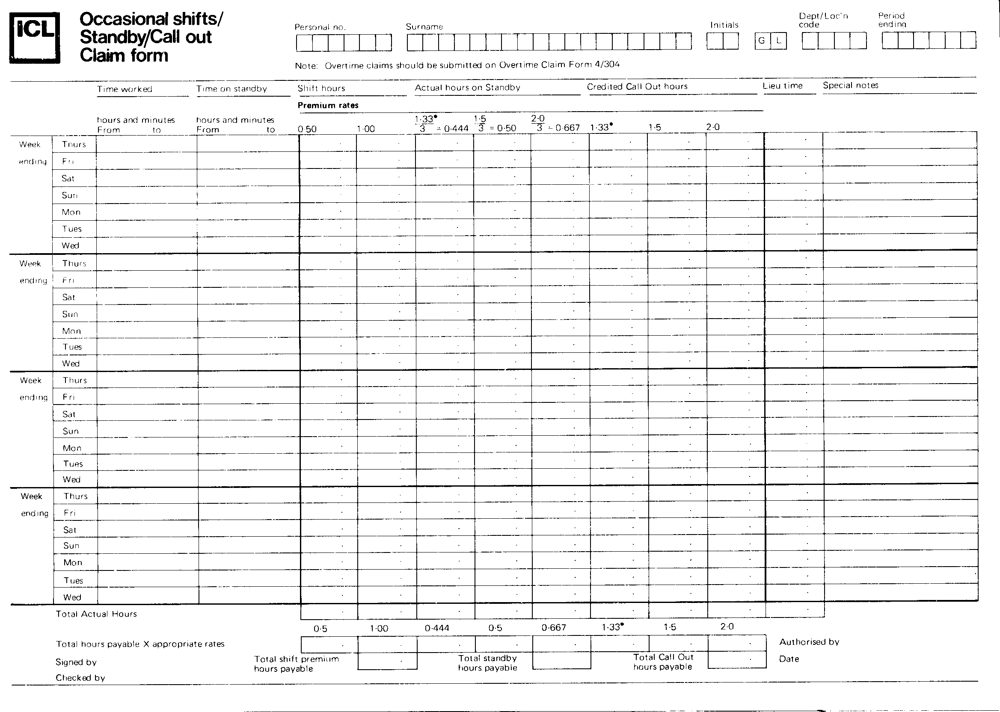 ICL
Occasional shifts/
Standby/Call out
Claim form
Personal no. Surname Initials Dept/Loc'n code Period ending
G L
Note: Overtime claims should be submitted on Overtime Claim Form 4/304
Time worked Time on standby Shift hours Actual hours on Standby Credited Call Out hours Lieu time Special notes
Premium rates
hours and minutes hours and minutes 1·33• 1·5 2·0
From to From to 0·50 1·00 3 = 0·444 3 = 0·50 3 = 0·667 1·33• 1·5 2·0
Week Thurs
ending Fri
Sat
Sun
Mon
Tues
Wed
Week Thurs
ending Fri
Sat
Sun
Mon
Tues
Wed
Week Thurs
ending Fri
Sat
Sun
Mon
Tues
Wed
Week Thurs
ending Fri
Sat
Sun
Mon
Tues
Wed
Total Actual Hours
0·5 1·00 0·444 0·5 0·667 1·33• 1·5 2·0
Total hours payable X appropriate rates Authorised by
Signed by Total shift premium hours payable Total standby hours payable Total Call Out hours payable Date
Checked by